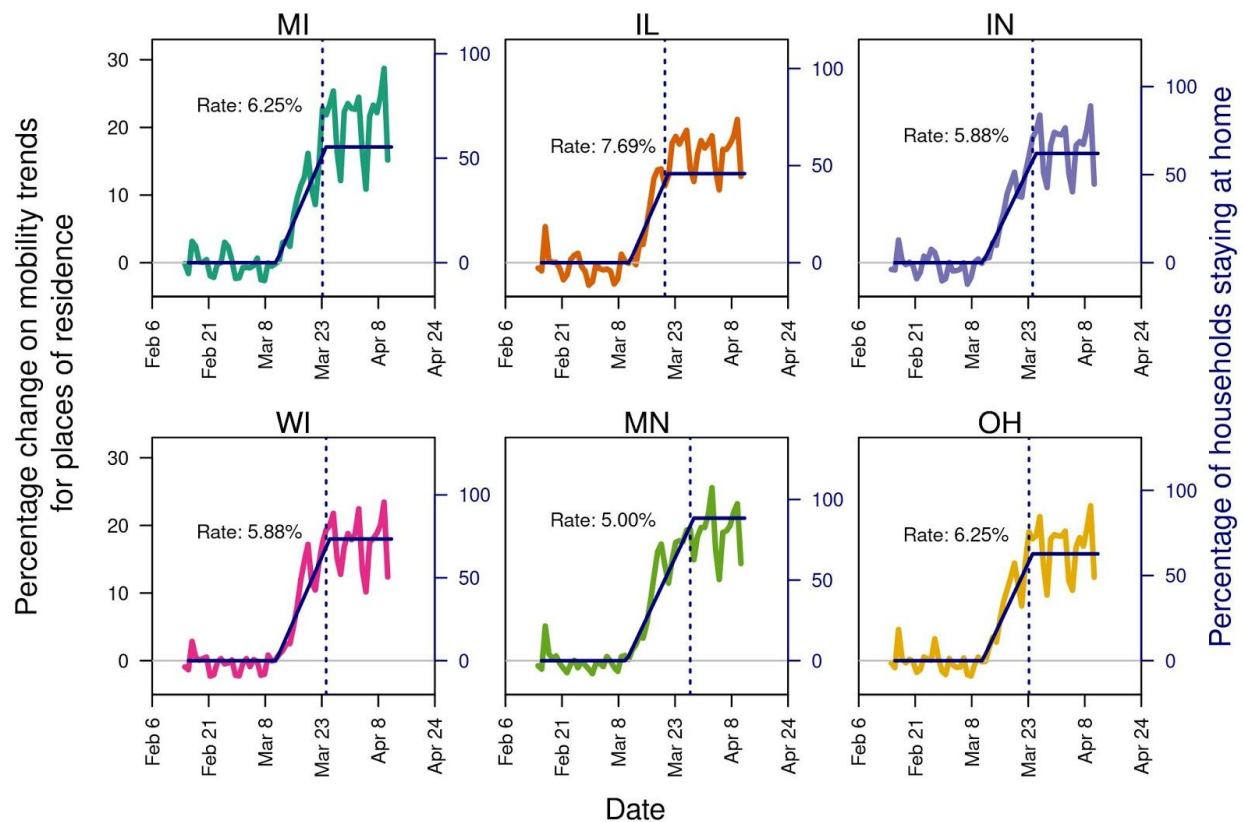 MI
IL
IN
Percentage change on mobility trends
for places of residence
30
20
10
0
Rate: 6.25%
100
50
0
Rate: 7.69%
100
50
0
Rate: 5.88%
100
50
0
Percentage of households staying at home
Feb 6
Feb 21
Mar 8
Mar 23
Apr 8
Apr 24
Feb 6
Feb 21
Mar 8
Mar 23
Apr 8
Apr 24
Feb 6
Feb 21
Mar 8
Mar 23
Apr 8
Apr 24
WI
MN
OH
30
20
10
0
Rate: 5.88%
100
50
0
Rate: 5.00%
100
50
0
Rate: 6.25%
100
50
0
Feb 6
Feb 21
Mar 8
Mar 23
Apr 8
Apr 24
Feb 6
Feb 21
Mar 8
Mar 23
Apr 8
Apr 24
Feb 6
Feb 21
Mar 8
Mar 23
Apr 8
Apr 24
Date